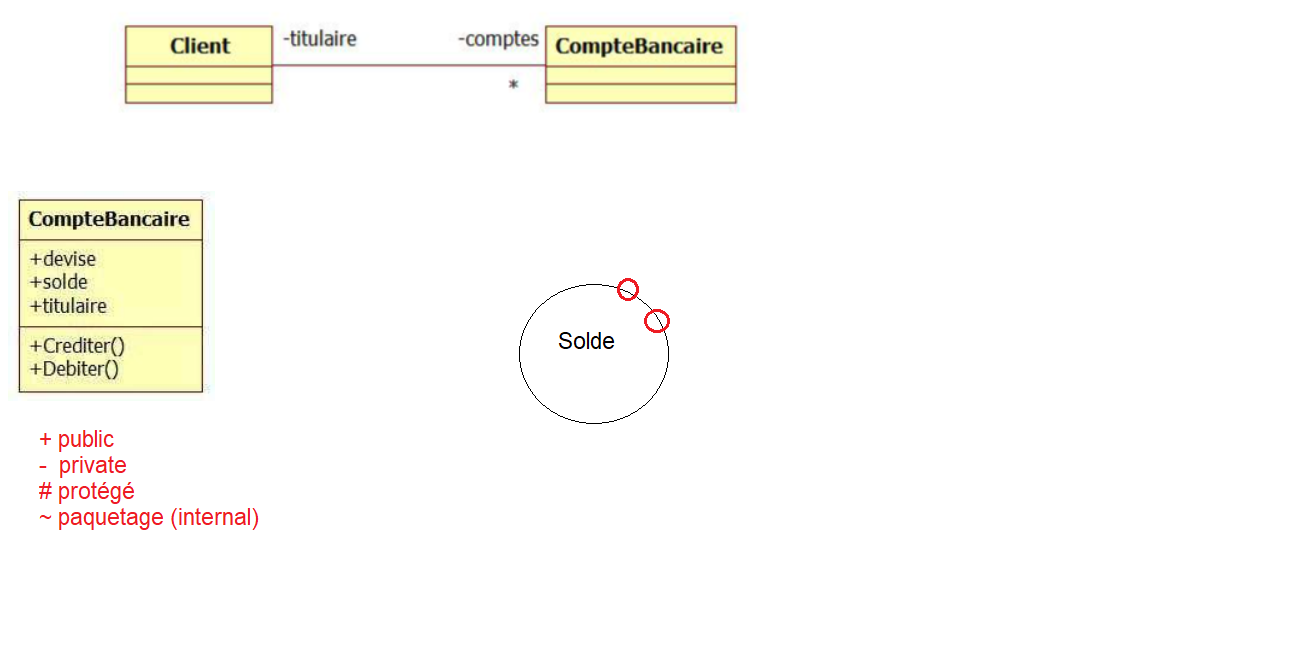 Client -titulaire -comptes CompteBancaire
*
CompteBancaire
+devise
+solde
+titulaire
+Crediter()
+Debiter()
Solde
+ public
- private
# protégé
~ paquetage (internal)